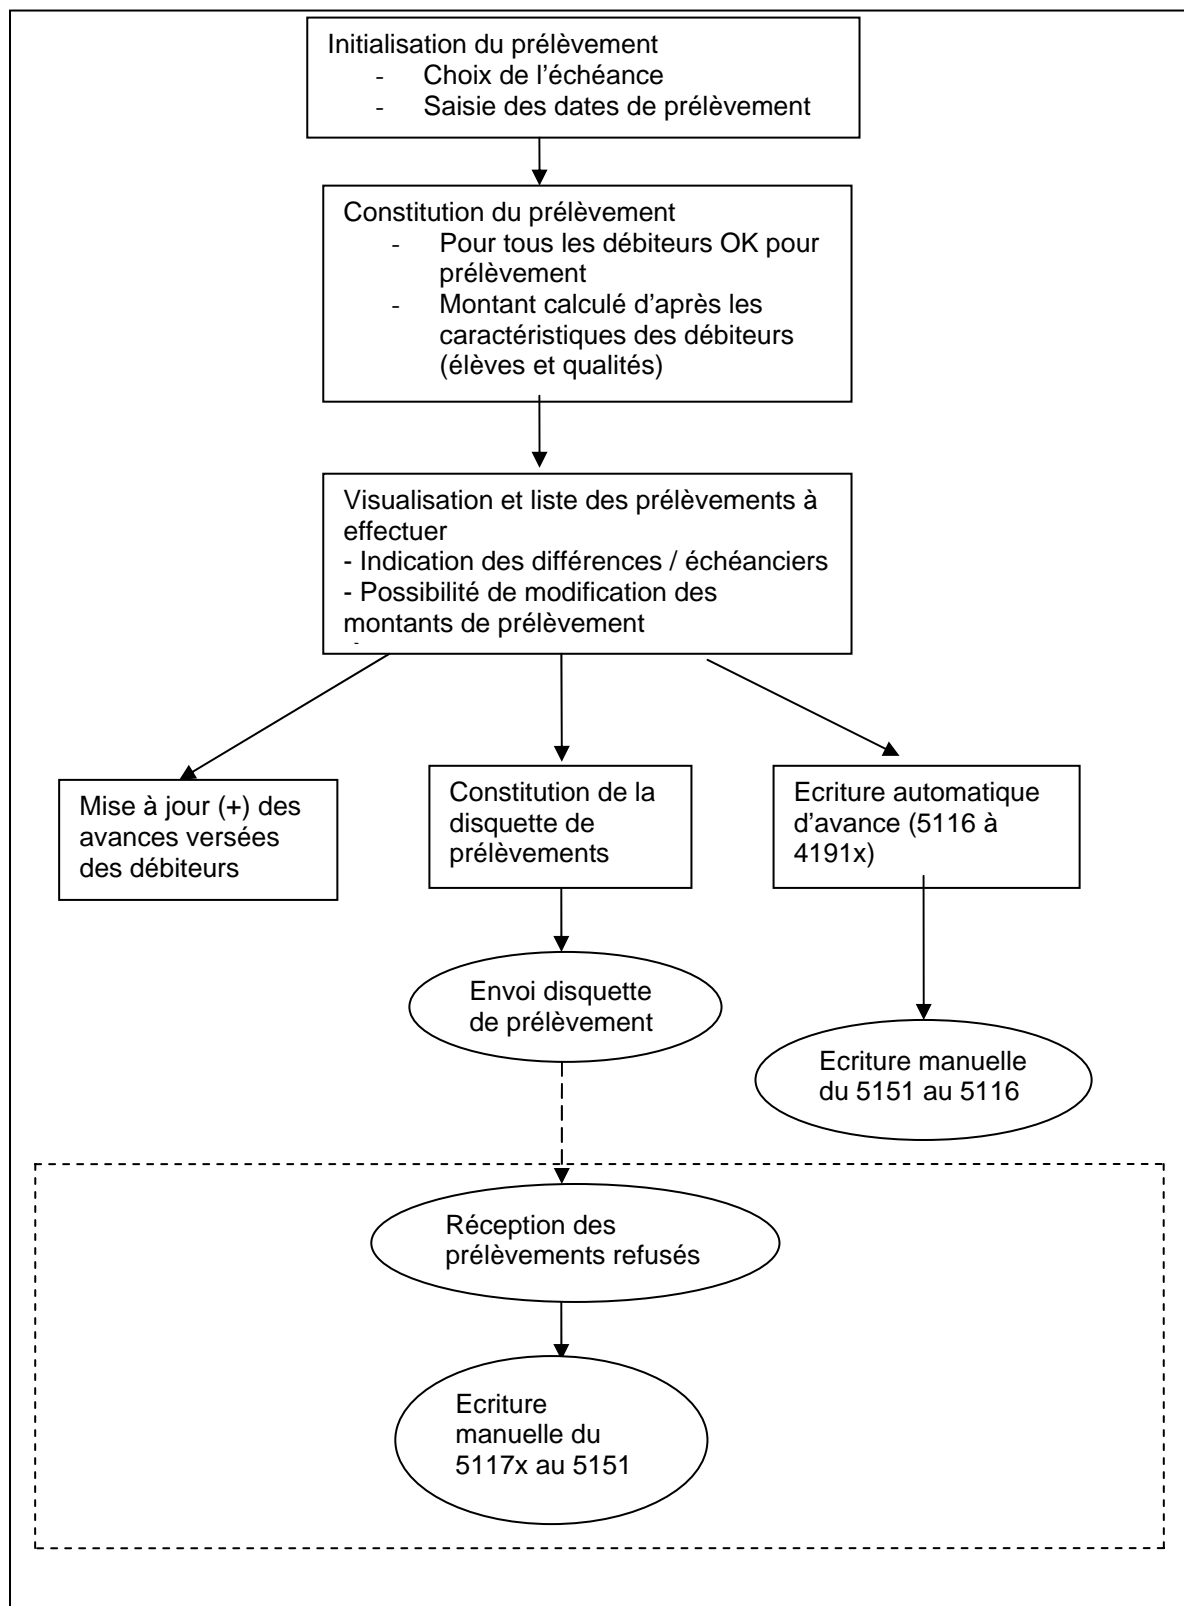 Initialisation du prélèvement
- Choix de l’échéance
- Saisie des dates de prélèvement
Constitution du prélèvement
- Pour tous les débiteurs OK pour
prélèvement
- Montant calculé d’après les
caractéristiques des débiteurs
(élèves et qualités)
Visualisation et liste des prélèvements à
effectuer
- Indication des différences / échéanciers
- Possibilité de modification des
montants de prélèvement
Mise à jour (+) des
avances versées
des débiteurs
Constitution de la
disquette de
prélèvements
Ecriture automatique
d’avance (5116 à
4191x)
Envoi disquette
de prélèvement
Ecriture manuelle
du 5151 au 5116
Réception des
prélèvements refusés
Ecriture
manuelle du
5117x au 5151